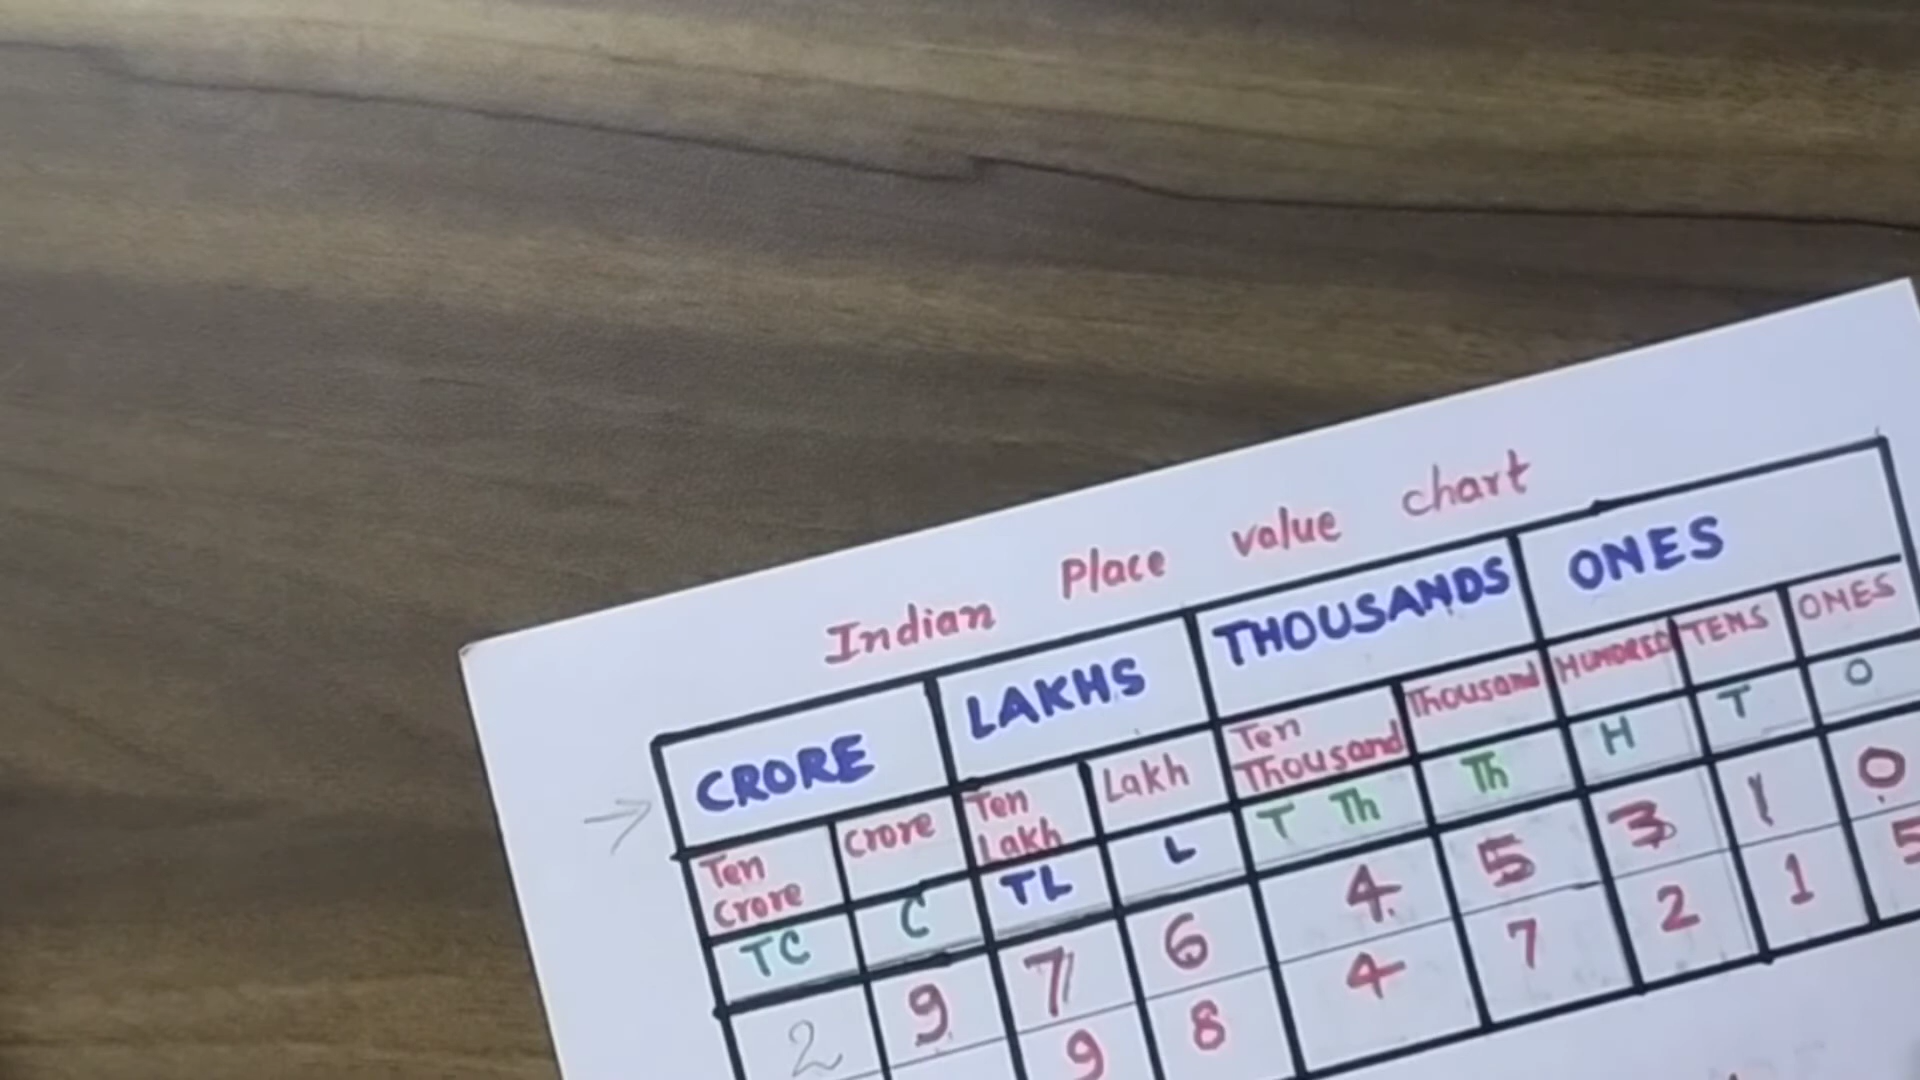 Indian Place value chart
CRORE LAKHS THOUSANDS ONES
Ten Crore Crore Ten Lakh Lakh Ten Thousand Thousand HUNDRED TENS ONES
TC C TL L T Th Th H T O
2 9 7 6 4 5 3 1 0
9 8 4 7 2 1 5